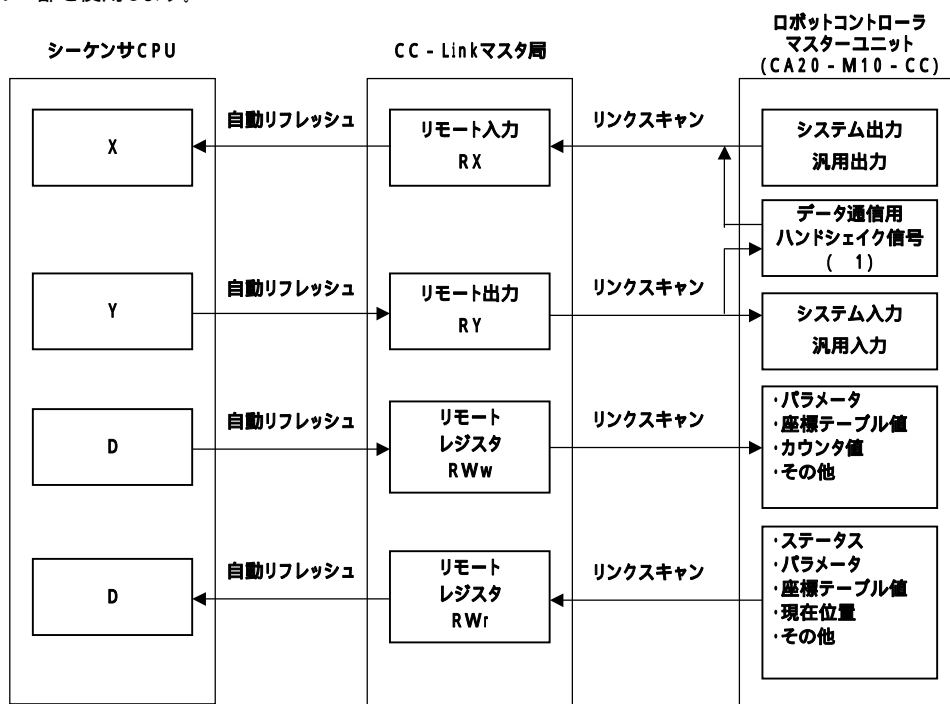 部を使用します。
シーケンサCPU
CC-Linkマスタ局
ロボットコントローラ
マスターユニット
(CA20-M10-CC)
X
自動リフレッシュ
リモート入力
RX
リンクスキャン
システム出力
汎用出力
データ通信用
ハンドシェイク信号
( 1)
Y
自動リフレッシュ
リモート出力
RY
リンクスキャン
システム入力
汎用入力
D
自動リフレッシュ
リモート
レジスタ
RWw
リンクスキャン
・パラメータ
・座標テーブル値
・カウンタ値
・その他
D
自動リフレッシュ
リモート
レジスタ
RWr
リンクスキャン
・ステータス
・パラメータ
・座標テーブル値
・現在位置
・その他